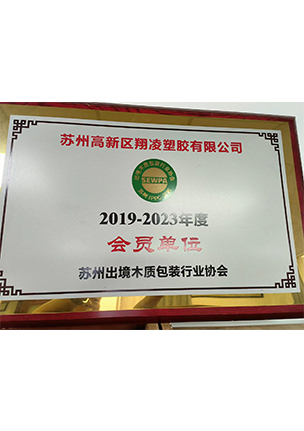 苏州高新区翔凌塑胶有限公司
SEWPA
2019-2023年度
会员单位
苏州出境木质包装行业协会